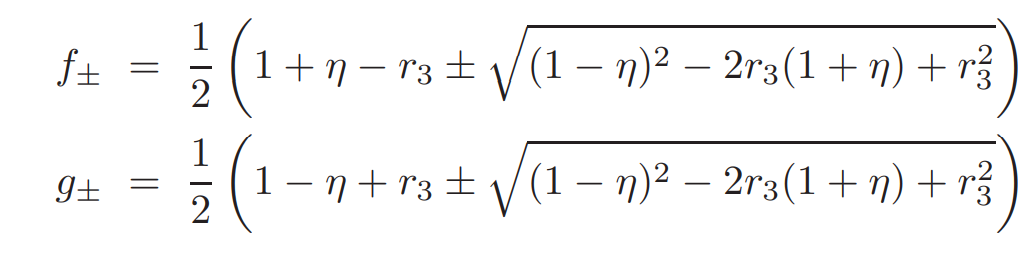 f± = 1/2 (1 + η − r₃ ± √((1 − η)² − 2r₃(1 + η) + r₃²))
g± = 1/2 (1 − η + r₃ ± √((1 − η)² − 2r₃(1 + η) + r₃²))